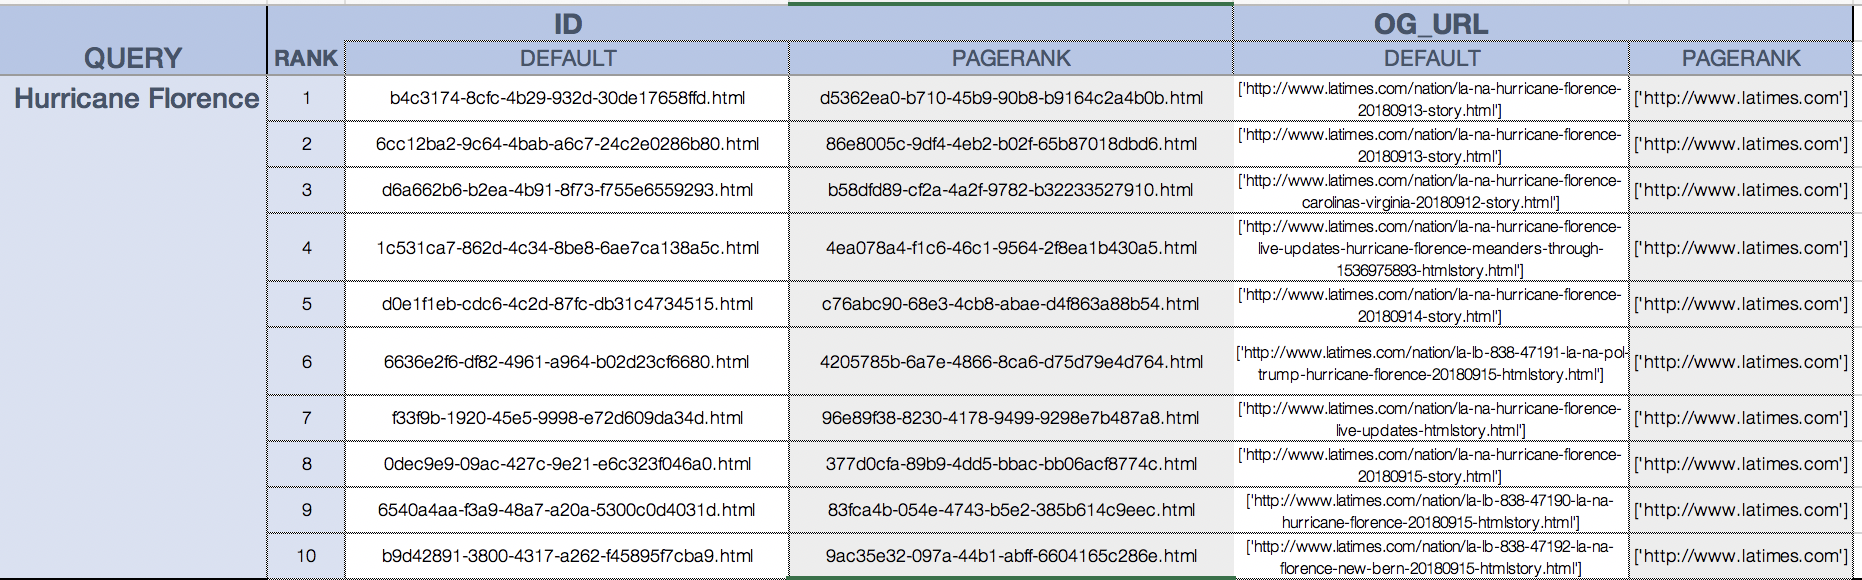 ID OG_URL
QUERY RANK DEFAULT PAGERANK DEFAULT PAGERANK
Hurricane Florence 1 b4c3174-8cfc-4b29-932d-30de17658ffd.html d5362ea0-b710-45b9-90b8-b9164c2a4b0b.html ['http://www.latimes.com/nation/la-na-hurricane-florence-
20180913-story.html'] ['http://www.latimes.com']
2 6cc12ba2-9c64-4bab-a6c7-24c2e0286b80.html 86e8005c-9df4-4eb2-b02f-65b87018dbd6.html ['http://www.latimes.com/nation/la-na-hurricane-florence-
20180913-story.html'] ['http://www.latimes.com']
3 d6a662b6-b2ea-4b91-8f73-f755e6559293.html b58dfd89-cf2a-4a2f-9782-b32233527910.html ['http://www.latimes.com/nation/la-na-hurricane-florence-
carolinas-virginia-20180912-story.html'] ['http://www.latimes.com']
4 1c531ca7-862d-4c34-8be8-6ae7ca138a5c.html 4ea078a4-f1c6-46c1-9564-2f8ea1b430a5.html ['http://www.latimes.com/nation/la-na-hurricane-florence-
live-updates-hurricane-florence-meanders-through-
1536975893-htmlstory.html'] ['http://www.latimes.com']
5 d0e1f1eb-cdc6-4c2d-87fc-db31c4734515.html c76abc90-68e3-4cb8-abae-d4f863a88b54.html ['http://www.latimes.com/nation/la-na-hurricane-florence-
20180914-story.html'] ['http://www.latimes.com']
6 6636e2f6-df82-4961-a964-b02d23cf6680.html 4205785b-6a7e-4866-8ca6-d75d79e4d764.html ['http://www.latimes.com/nation/la-lb-838-47191-la-na-pol-
trump-hurricane-florence-20180915-htmlstory.html'] ['http://www.latimes.com']
7 f33f9b-1920-45e5-9998-e72d609da34d.html 96e89f38-8230-4178-9499-9298e7b487a8.html ['http://www.latimes.com/nation/la-na-hurricane-florence-
live-updates-htmlstory.html'] ['http://www.latimes.com']
8 0dec9e9-09ac-427c-9e21-e6c323f046a0.html 377d0cfa-89b9-4dd5-bbac-bb06acf8774c.html ['http://www.latimes.com/nation/la-na-hurricane-florence-
20180915-story.html'] ['http://www.latimes.com']
9 6540a4aa-f3a9-48a7-a20a-5300c0d4031d.html 83fca4b-054e-4743-b5e2-385b614c9eec.html ['http://www.latimes.com/nation/la-lb-838-47190-la-na-
hurricane-florence-20180915-htmlstory.html'] ['http://www.latimes.com']
10 b9d42891-3800-4317-a262-f45895f7cba9.html 9ac35e32-097a-44b1-abff-6604165c286e.html ['http://www.latimes.com/nation/la-lb-838-47192-la-na-
florence-new-bern-20180915-htmlstory.html'] ['http://www.latimes.com']